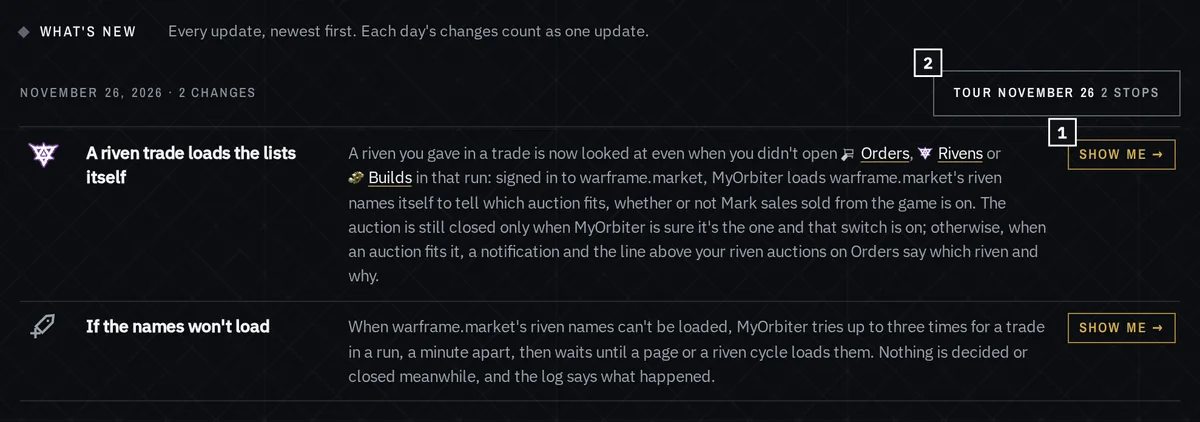 WHAT'S NEW Every update, newest first. Each day's changes count as one update.
2
NOVEMBER 26, 2026 · 2 CHANGES
TOUR NOVEMBER 26 2 STOPS
1
A riven trade loads the lists
itself
A riven you gave in a trade is now looked at even when you didn't open Orders, Rivens or
Builds in that run: signed in to warframe.market, MyOrbiter loads warframe.market's riven
names itself to tell which auction fits, whether or not Mark sales sold from the game is on. The
auction is still closed only when MyOrbiter is sure it's the one and that switch is on; otherwise, when
an auction fits it, a notification and the line above your riven auctions on Orders say which riven and
why.
SHOW ME →
If the names won't load
When warframe.market's riven names can't be loaded, MyOrbiter tries up to three times for a trade
in a run, a minute apart, then waits until a page or a riven cycle loads them. Nothing is decided or
closed meanwhile, and the log says what happened.
SHOW ME →